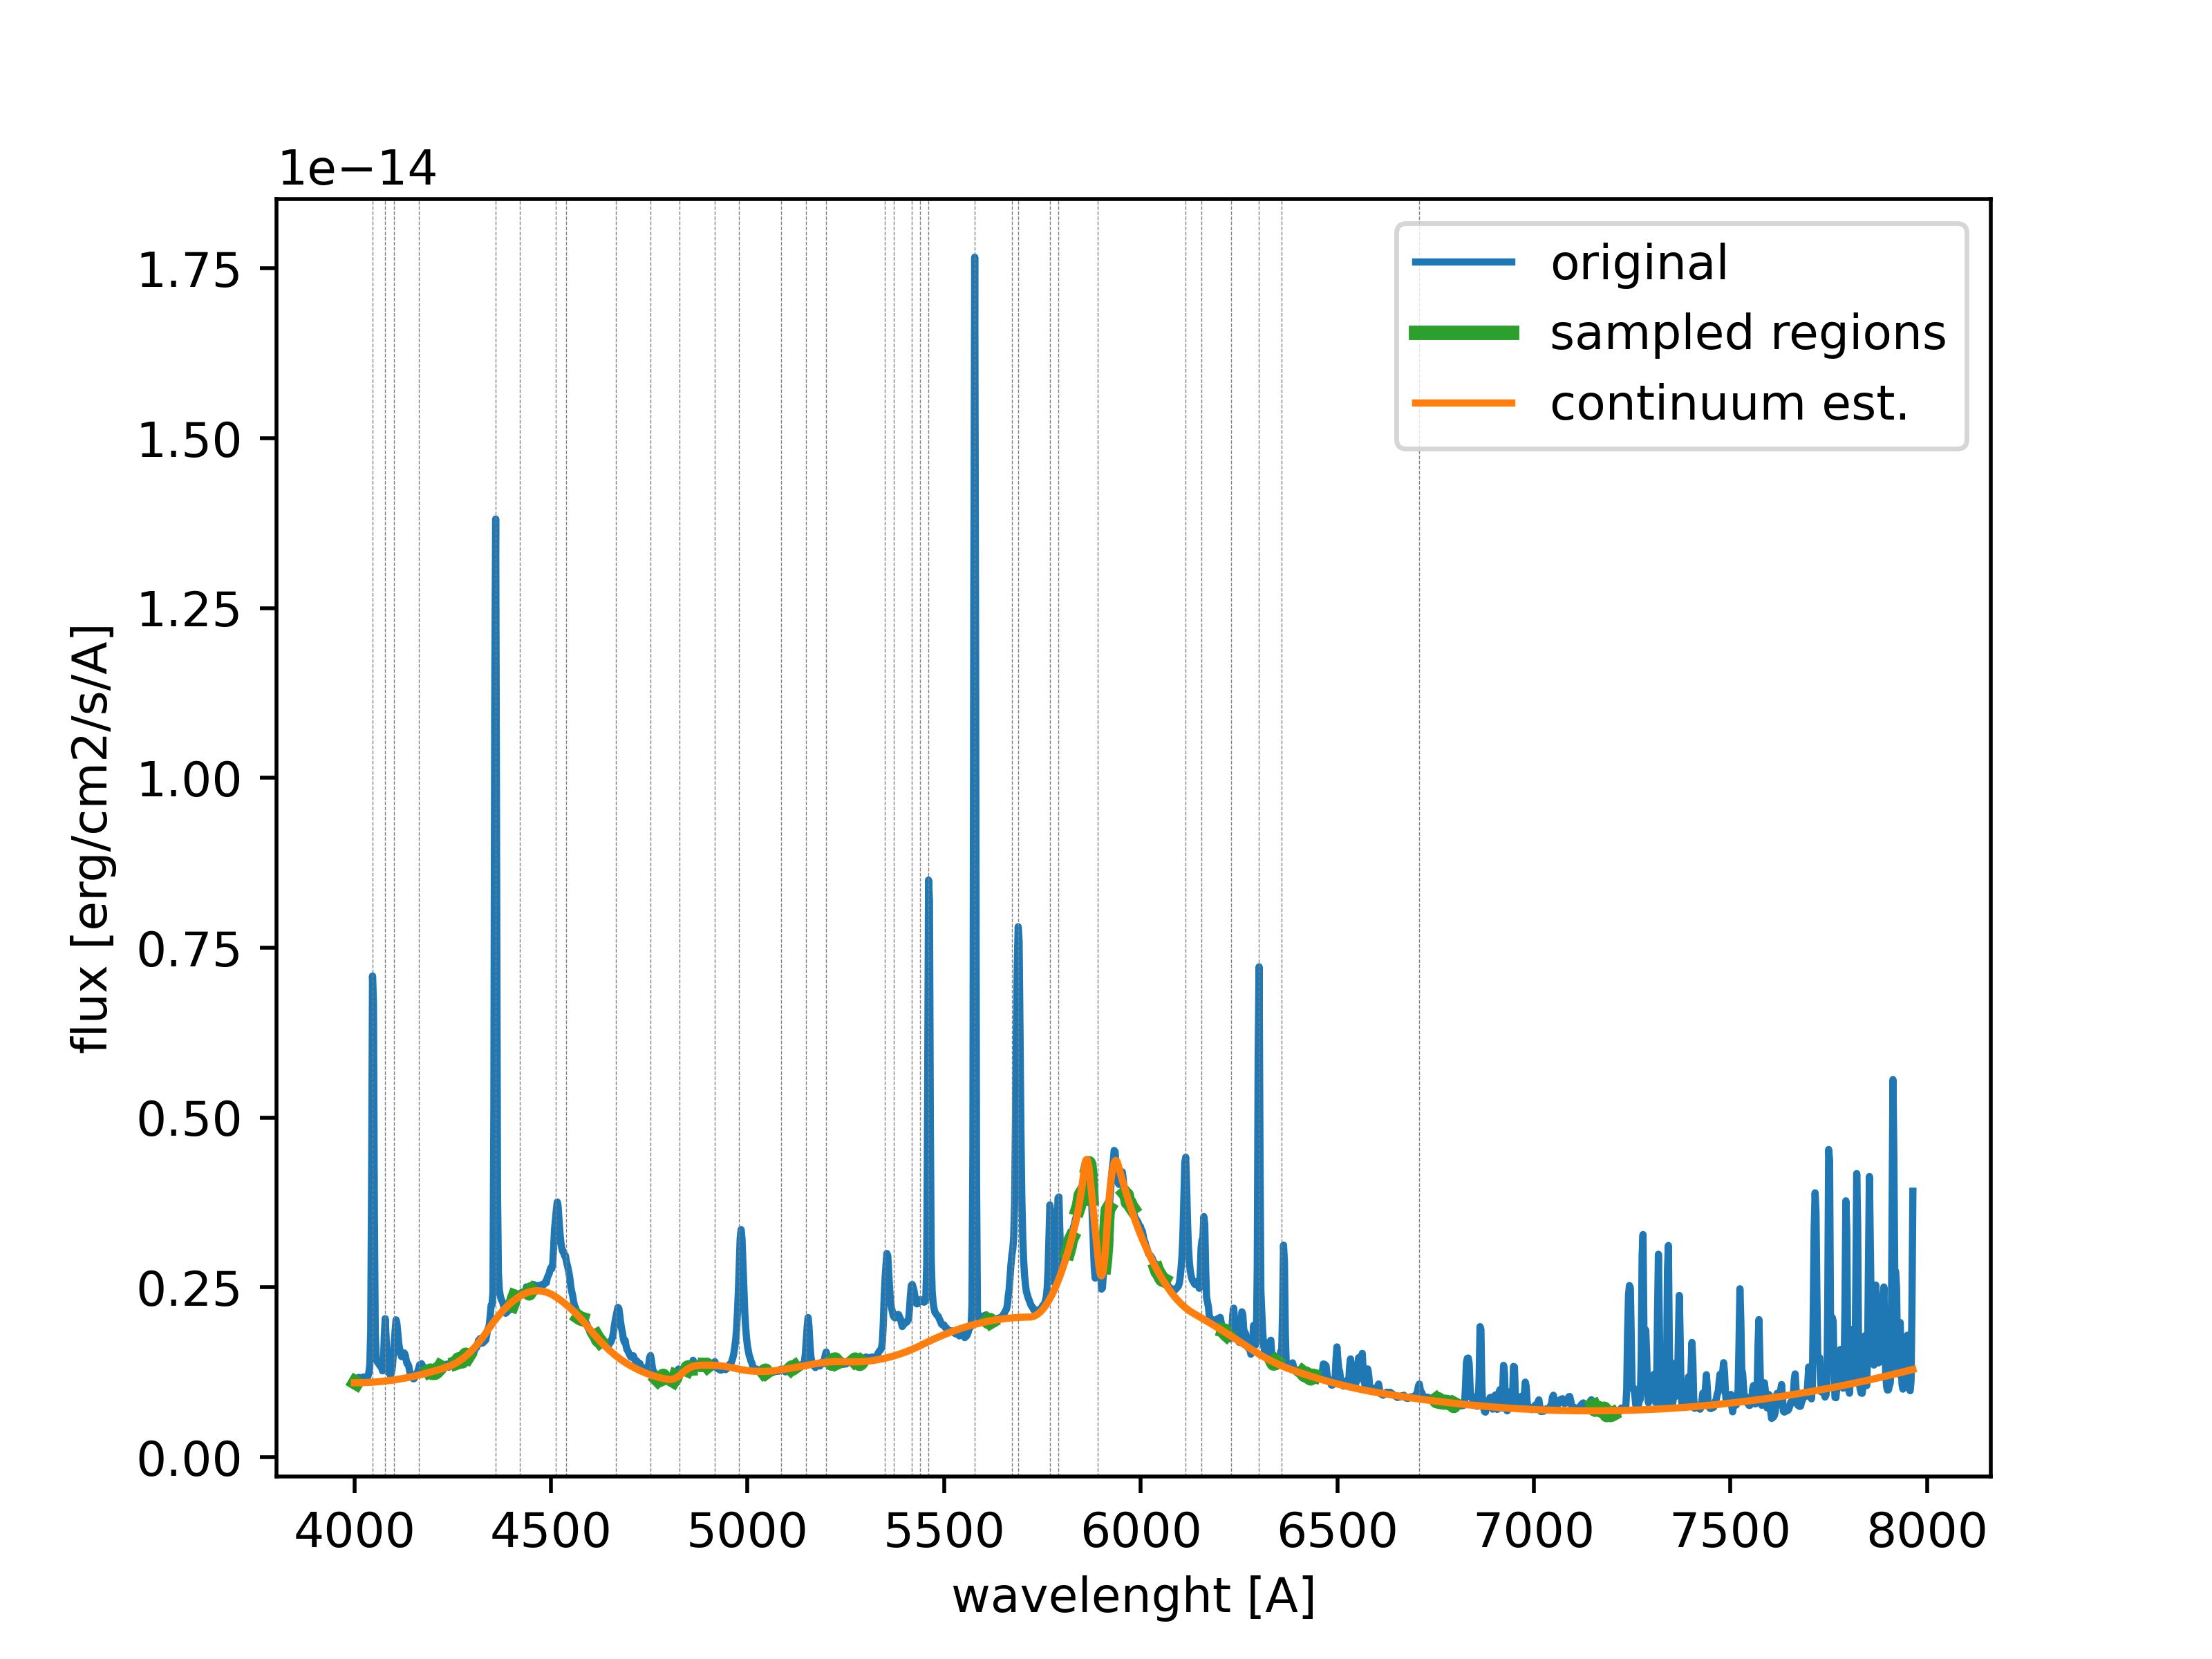 1e−14
1.75
1.50
1.25
1.00
0.75
0.50
0.25
0.00
flux [erg/cm2/s/A]
original
sampled regions
continuum est.
4000 4500 5000 5500 6000 6500 7000 7500 8000
wavelenght [A]